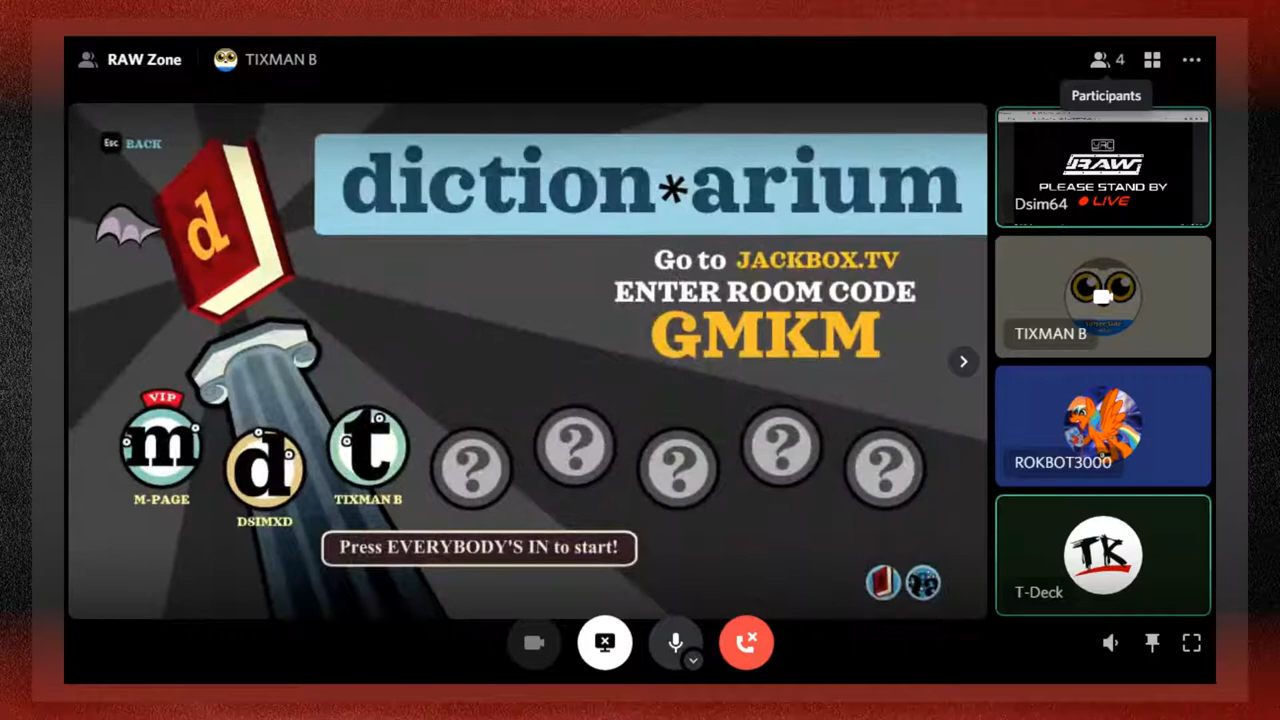 RAW Zone
TIXMAN B
4
Participants
Esc BACK
d
diction*arium
Go to JACKBOX.TV
ENTER ROOM CODE
GMKM
VIP
m
d
t
? ? ? ? ?
M-PAGE
DSIMXD
TIXMAN B
Press EVERYBODY'S IN to start!
RAW
PLEASE STAND BY
LIVE
Dsim64
TIXMAN B
ROKBOT3000
TK
T-Deck